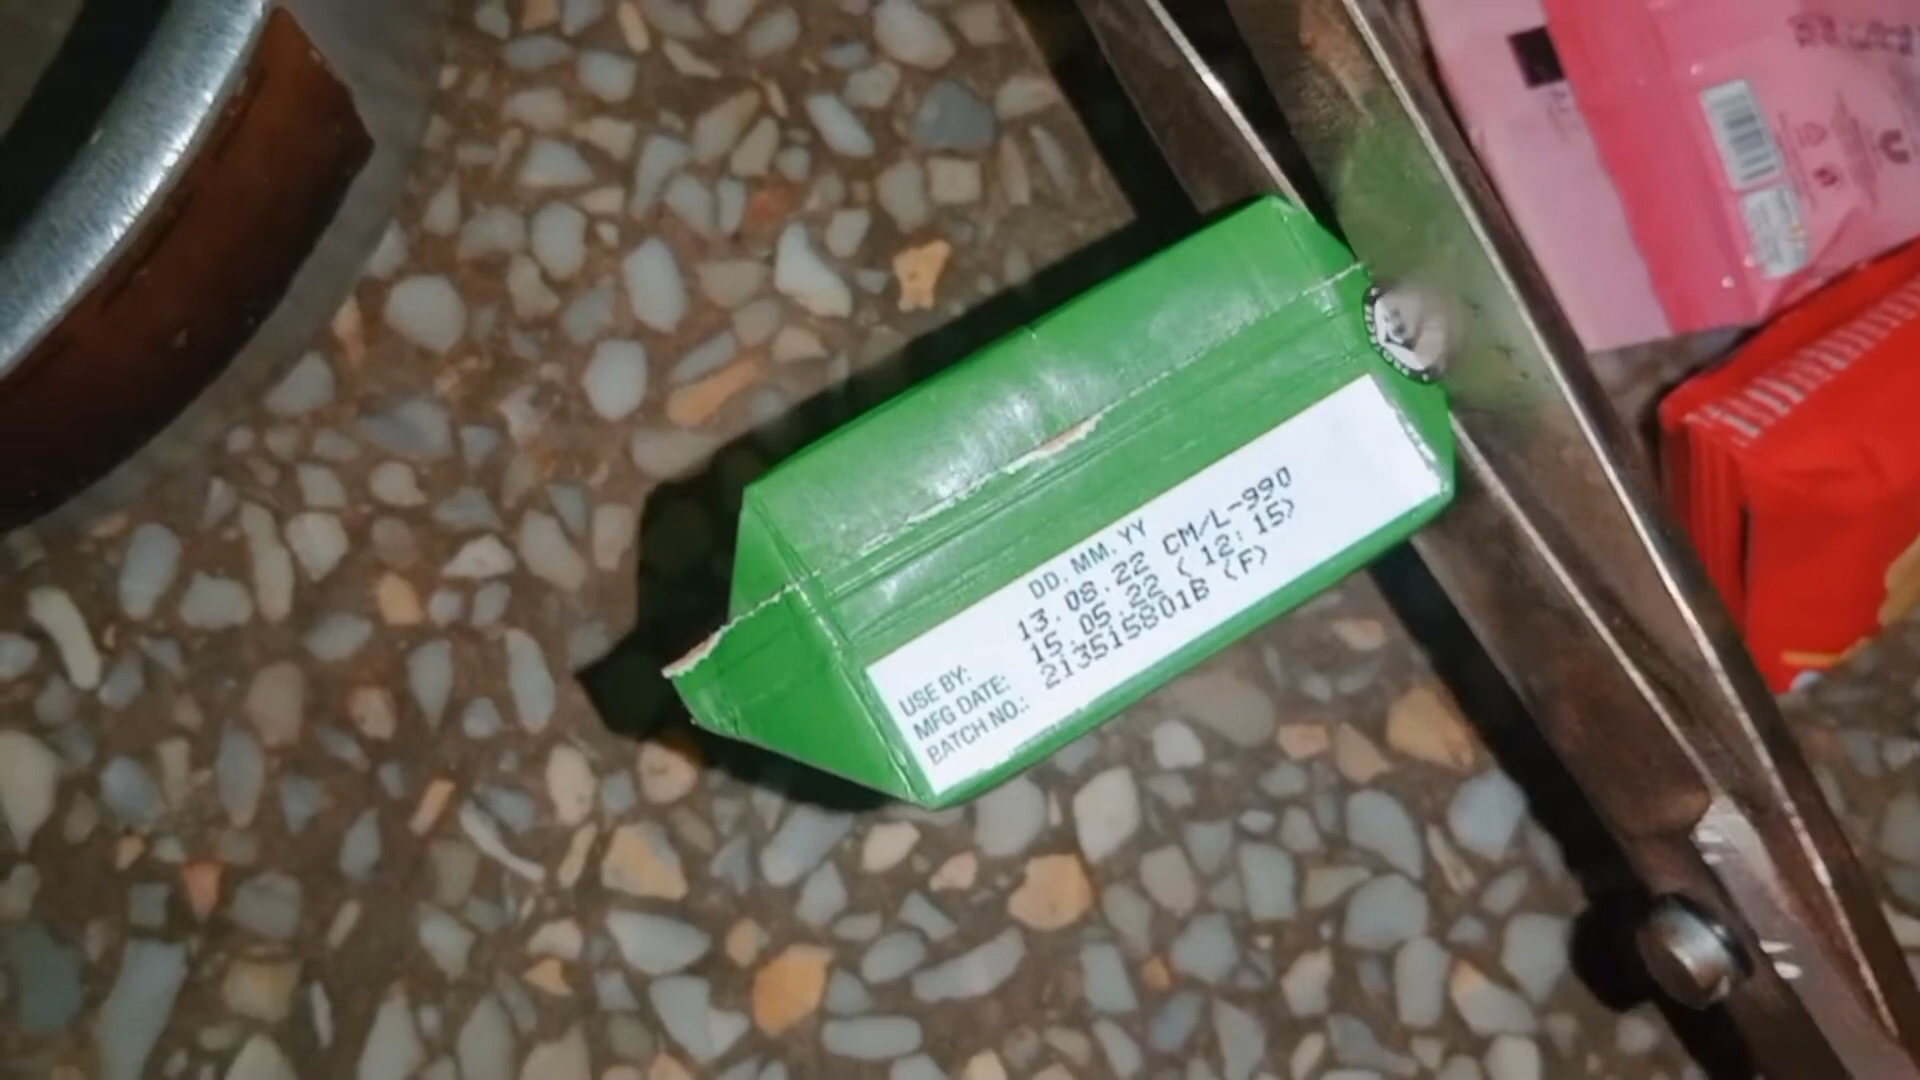 DD. MM. YY
USE BY: 13.08.22 CM/L-990
MFG DATE: 15.05.22 (12:15)
BATCH NO.: 213515801B (F)